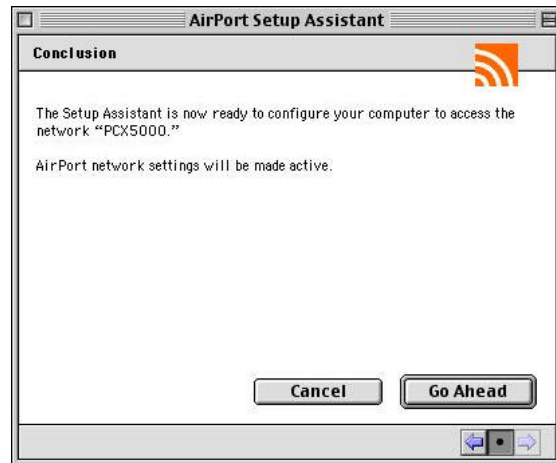 AirPort Setup Assistant
Conclusion
The Setup Assistant is now ready to configure your computer to access the
network “PCX5000.”
AirPort network settings will be made active.
Cancel
Go Ahead